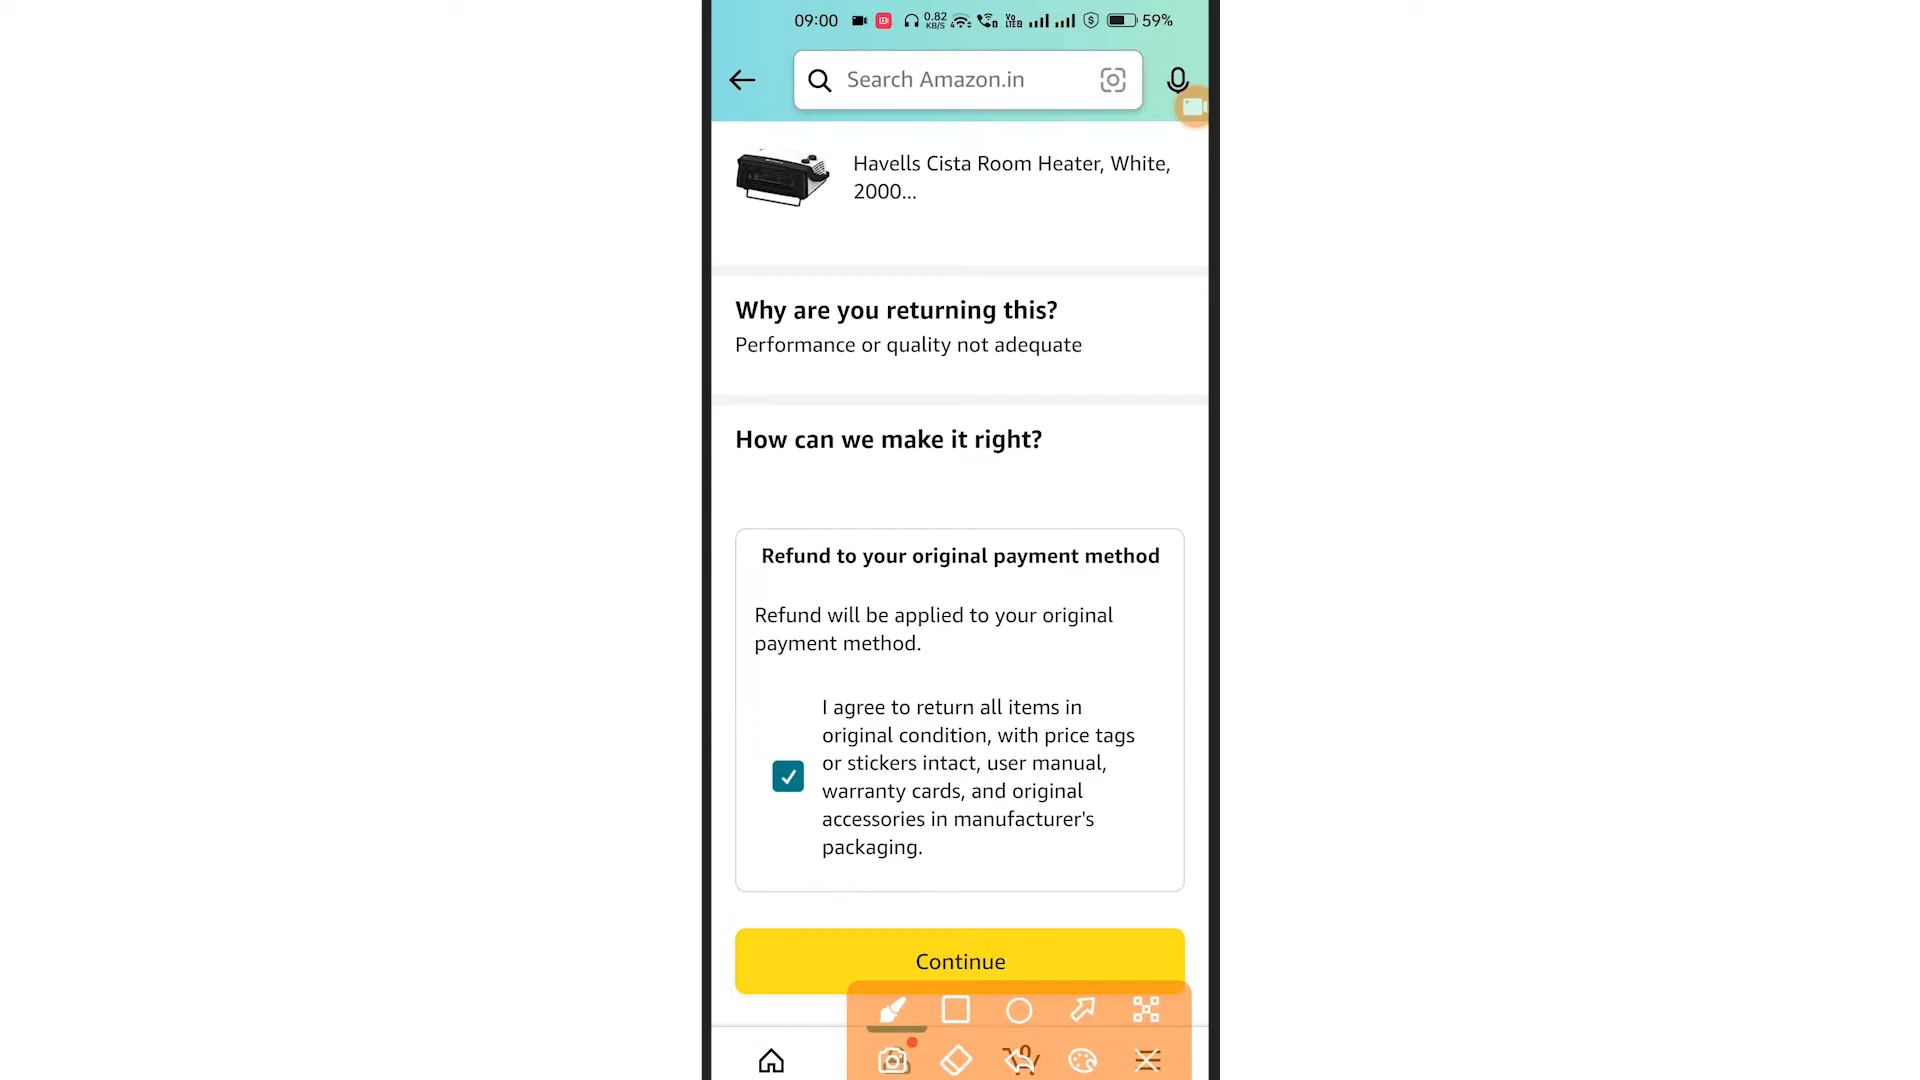 09:00
0.82
KB/S
Vo
LTE2
59%
Search Amazon.in
Havells Cista Room Heater, White,
2000...
Why are you returning this?
Performance or quality not adequate
How can we make it right?
Refund to your original payment method
Refund will be applied to your original
payment method.
I agree to return all items in
original condition, with price tags
or stickers intact, user manual,
warranty cards, and original
accessories in manufacturer's
packaging.
Continue